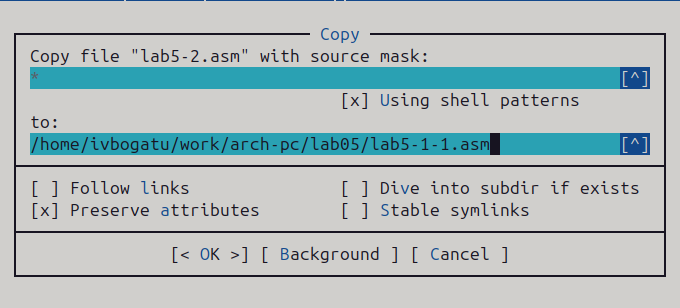 Copy
Copy file "lab5-2.asm" with source mask:
* [^]
[x] Using shell patterns
to:
/home/ivbogatu/work/arch-pc/lab05/lab5-1-1.asm [^]
[ ] Follow links [ ] Dive into subdir if exists
[x] Preserve attributes [ ] Stable symlinks
[< OK >] [ Background ] [ Cancel ]